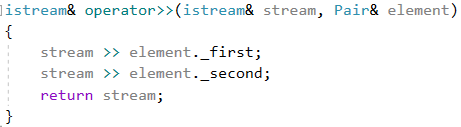 istream& operator>>(istream& stream, Pair& element)
{
    stream >> element._first;
    stream >> element._second;
    return stream;
}